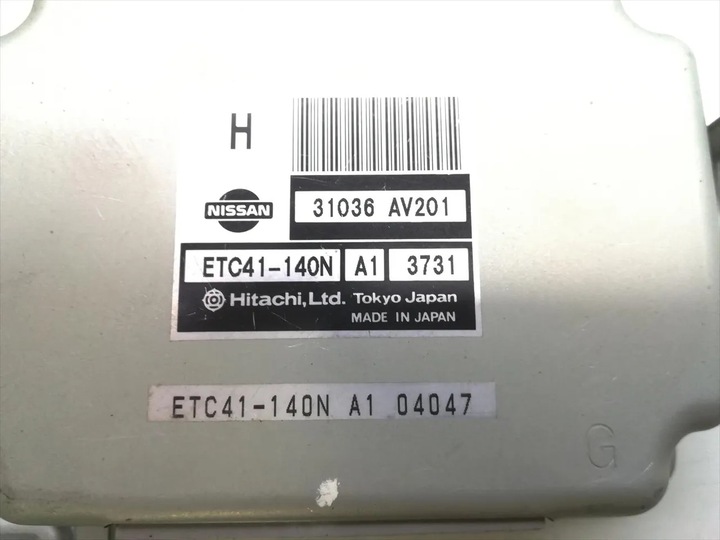 H
NISSAN
31036 AV201
ETC41-140N A1 3731
Hitachi, Ltd. Tokyo Japan
MADE IN JAPAN
ETC41-140N A1 04047
G